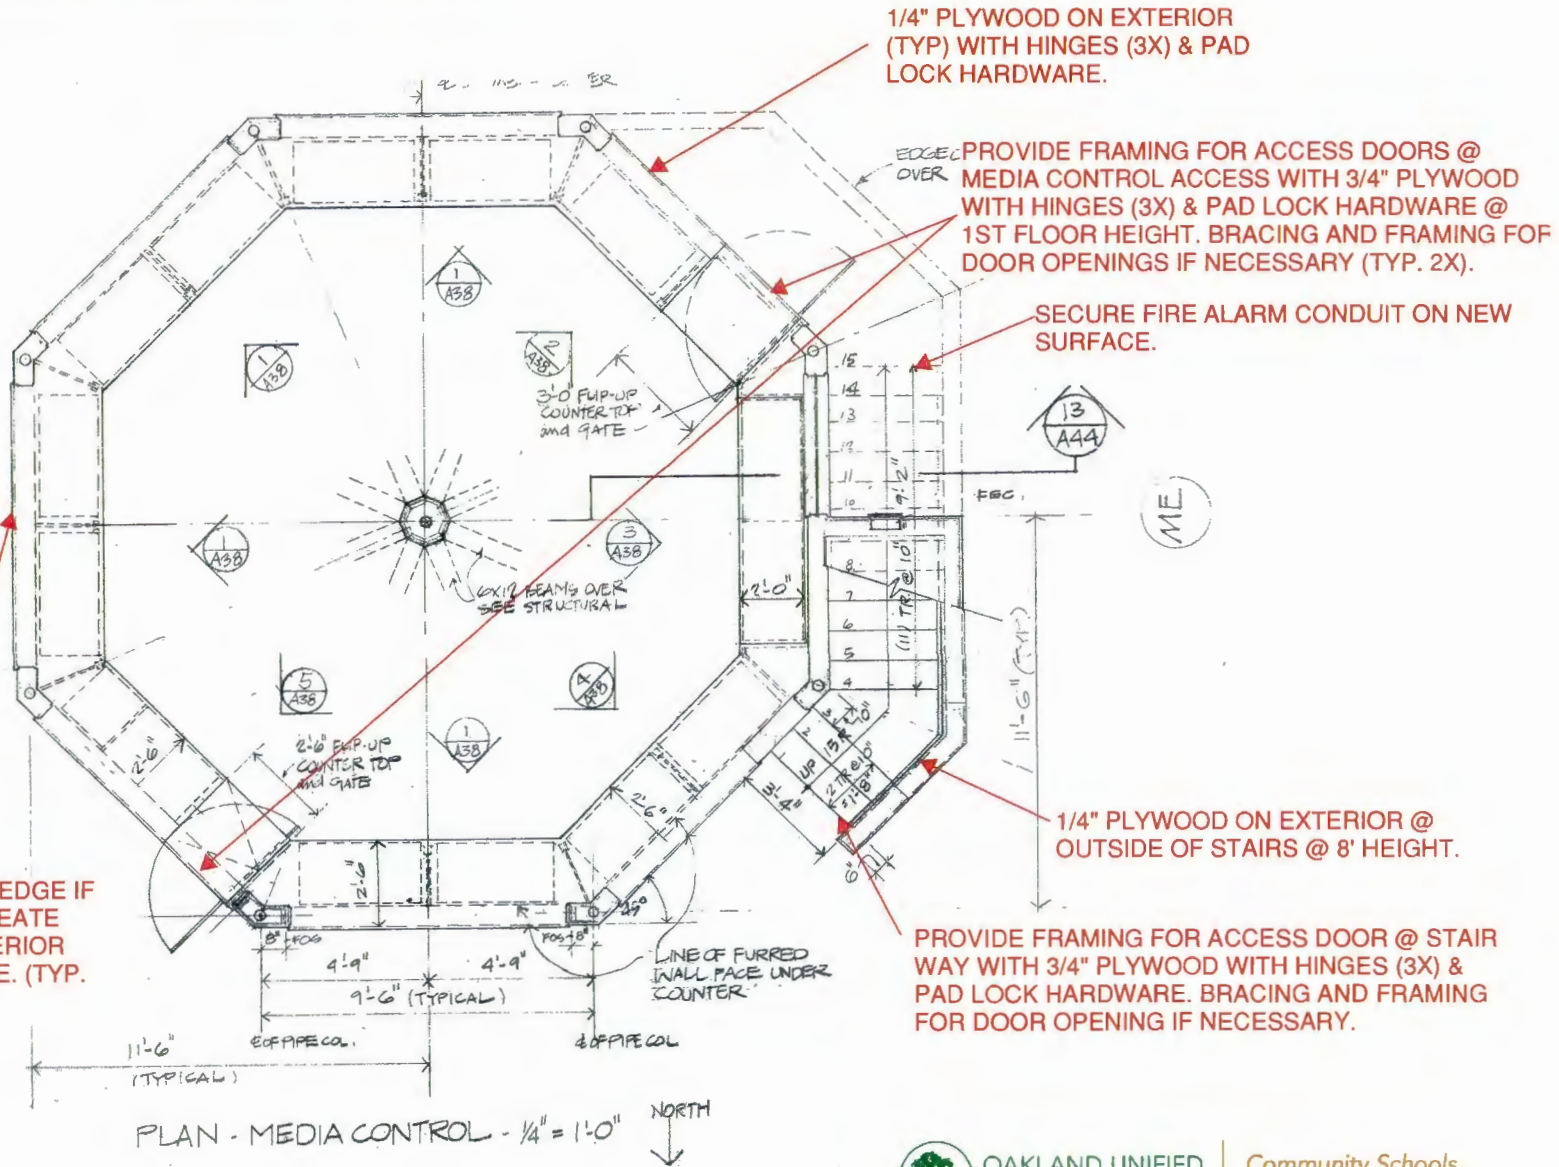 1/4" PLYWOOD ON EXTERIOR
(TYP) WITH HINGES (3X) & PAD
LOCK HARDWARE.
ER
EDGE
OVER
PROVIDE FRAMING FOR ACCESS DOORS @
MEDIA CONTROL ACCESS WITH 3/4" PLYWOOD
WITH HINGES (3X) & PAD LOCK HARDWARE @
1ST FLOOR HEIGHT. BRACING AND FRAMING FOR
DOOR OPENINGS IF NECESSARY (TYP. 2X).
SECURE FIRE ALARM CONDUIT ON NEW
SURFACE.
1
A38
1
A38
2
A38
3'-0" FLIP-UP
COUNTER TOP
and GATE
15
14
13
12
11
10
9'-2"
13
A44
FEC.
ME
1
A38
3
A38
6X12 BEAMS OVER
SEE STRUCTURAL
2'-0"
8
7
6
5
4
(11) TR @ 10"
11'-6" (TYP)
5
A38
4
A38
1
A38
2'-6"
2'-6" FLIP-UP
COUNTER TOP
and GATE
3
2
1
UP
2 TR @ 10"
3'-4"
6"
2'-6"
2'-6"
45°
1/4" PLYWOOD ON EXTERIOR @
OUTSIDE OF STAIRS @ 8' HEIGHT.
EDGE IF
EATE
ERIOR
E. (TYP.
PROVIDE FRAMING FOR ACCESS DOOR @ STAIR
WAY WITH 3/4" PLYWOOD WITH HINGES (3X) &
PAD LOCK HARDWARE. BRACING AND FRAMING
FOR DOOR OPENING IF NECESSARY.
8" FOS
FOS 8"
4'-9"
4'-9"
9'-6" (TYPICAL)
LINE OF FURRED
WALL FACE UNDER
COUNTER
℄ OF PIPE COL.
℄ OF PIPE COL
11'-6"
(TYPICAL)
PLAN - MEDIA CONTROL - 1/4" = 1'-0"
NORTH
OAKLAND UNIFIED
Community Schools